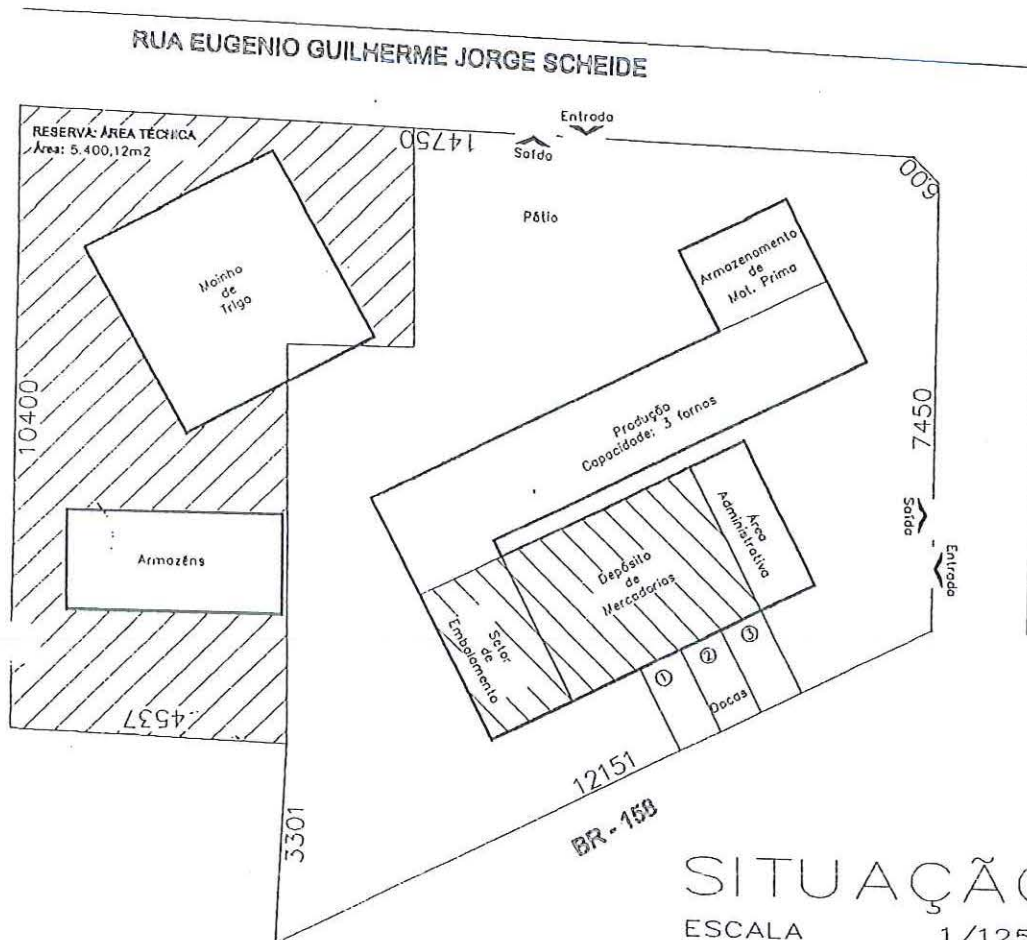 RUA EUGENIO GUILHERME JORGE SCHEIDE
RESERVA: ÁREA TÉCNICA
Área: 5.400,12m2
14750
Entrada
Saída
600
Pátio
Moinho
de
Trigo
Armazenamento
de
Mat. Prima
10400
7450
Produção
Capacidade: 3 fornos
Área
Administrativa
Saída
Entrada
Armazéns
Depósito
de
Mercadorias
Setor
de
Embalamento
①
②
③
Docas
4537
3301
12151
BR - 158
SITUAÇÃO
ESCALA 1/125